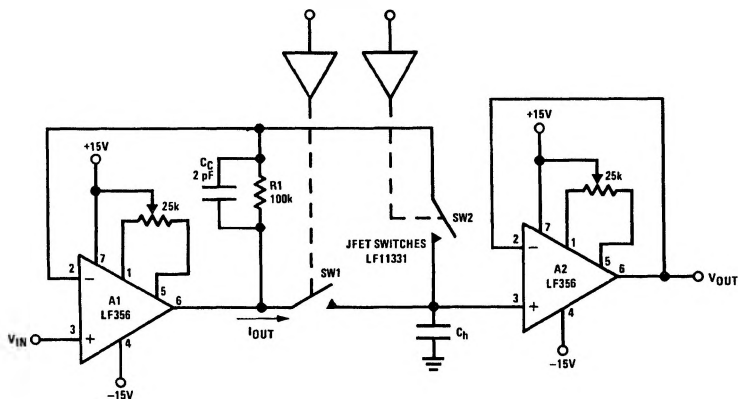 +15V
25k
7
1
2
−
A1
LF356
5
6
3
+
4
VIN
−15V
CC
2 pF
R1
100k
SW1
IOUT
SW2
JFET SWITCHES
LF11331
Ch
+15V
25k
7
1
2
−
A2
LF356
5
6
3
+
4
VOUT
−15V